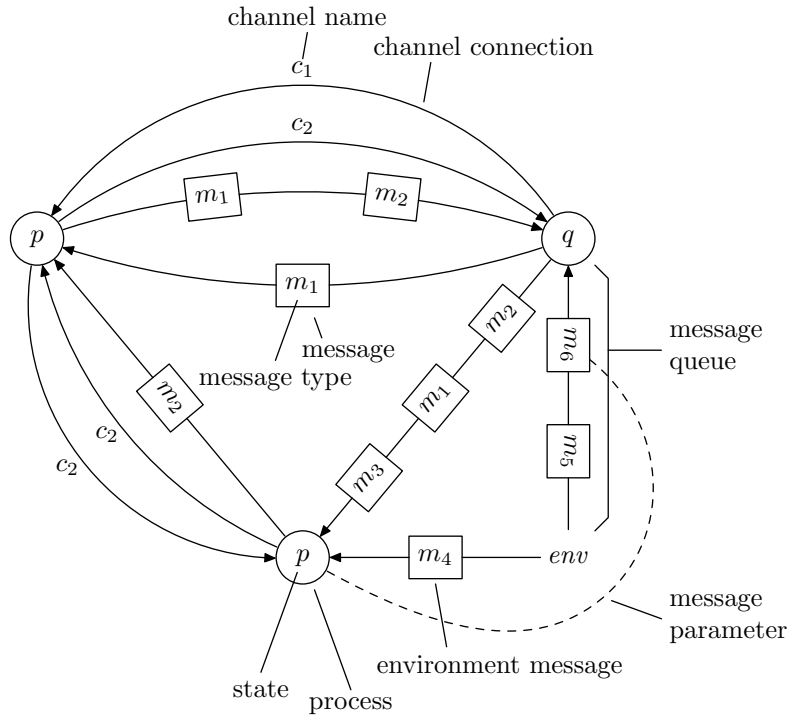 channel name
channel connection
c₁
c₂
m₁
m₂
p
q
m₁
m₂
message
message type
message
queue
m₆
m₂
m₁
c₂
c₂
m₅
m₃
p
m₄
env
message
parameter
environment message
state
process